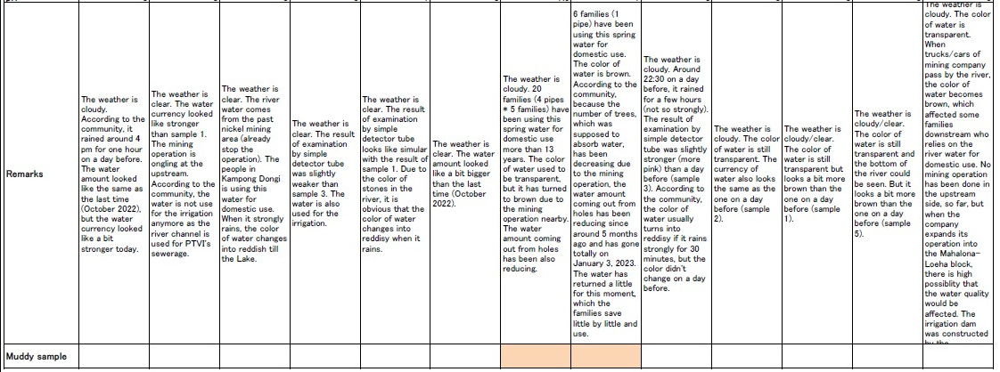 Remarks
The weather is
cloudy.
According to the
community, it
rained around 4
pm for one hour
on a day before.
The water
amount looked
like the same as
the last time
(October 2022),
but the water
currency looked
like a bit
stronger today.
The weather is
clear. The water
currency looked
like stronger
than sample 1.
The mining
operation is
ongling at the
upstream.
According to the
community, the
water is not use
for the irrigation
anymore as the
river channel is
used for PTVI's
sewerage.
The weather is
clear. The river
water comes
from the past
nickel mining
area (already
stop the
operation). The
people in
Kampong Dongi
is using this
water for
domestic use.
When it strongly
rains, the color
of water changes
into reddish till
the Lake.
The weather is
clear. The result
of examination
by simple
detector tube
was slightly
weaker than
sample 3. The
water is also
used for the
irrigation.
The weather is
clear. The result
of examination
by simple
detector tube
looks like simular
with the result of
sample 1. Due to
the color of
stones in the
river, it is
obvious that the
color of water
changes into
reddisy when it
rains.
The weather is
clear. The water
amount looked
like a bit bigger
than the last
time (October
2022).
The weather is
cloudy. 20
families (4 pipes
* 5 families) have
been using this
spring water for
domestic use
more than 13
years. The color
of water used to
be transparent,
but it has turned
to brown due to
the mining
operation nearby.
The water
amount coming
out from holes
has been also
reducing.
6 families (1
pipe) have been
using this spring
water for
domestic use.
The color of
water is brown.
According to the
community,
because the
number of trees,
which was
supposed to
absorb water,
has been
decreasing due
to the mining
operation, the
water amount
coming out from
holes has been
reducing since
around 5 months
ago and has gone
totally on
January 3, 2023.
The water has
returned a little
for this moment,
which the
families save
little by little and
use.
The weather is
cloudy. Around
22:30 on a day
before, it rained
for a few hours
(not so strongly).
The result of
examination by
simple detector
tube was slightly
stronger (more
pink) than a day
before (sample
3). According to
the community,
the color of
water usually
turns into
reddisy if it rains
strongly for 30
minutes, but the
color didn't
change on a day
before.
The weather is
cloudy. The color
of water is still
transparent. The
currency of
water also looks
the same as the
one on a day
before (sample
2).
The weather is
cloudy/clear.
The color of
water is still
transparent but
looks a bit more
brown than the
one on a day
before (sample
1).
The weather is
cloudy/clear.
The color of
water is still
transparent and
the bottom of
the river could
be seen. But it
looks a bit more
brown than the
one on a day
before (sample
5).
The weather is
cloudy. The color
of water is
transparent.
When
trucks/cars of
mining company
pass by the river,
the color of
water becomes
brown, which
affected some
families
downstream who
relies on the
river water for
domestic use. No
mining operation
has been done in
the upstream
side, so far, but
when the
company
expands its
operation into
the Mahalona-
Loeha block,
there is high
possiblity that
the water quality
would be
affected. The
irrigation dam
was constructed
Muddy sample